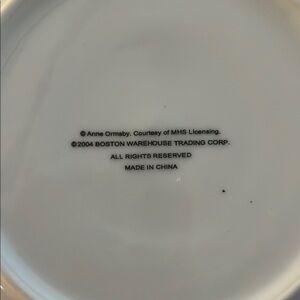 © Anne Ormsby. Courtesy of MHS Licensing.
© 2004 BOSTON WAREHOUSE TRADING CORP.
ALL RIGHTS RESERVED
MADE IN CHINA